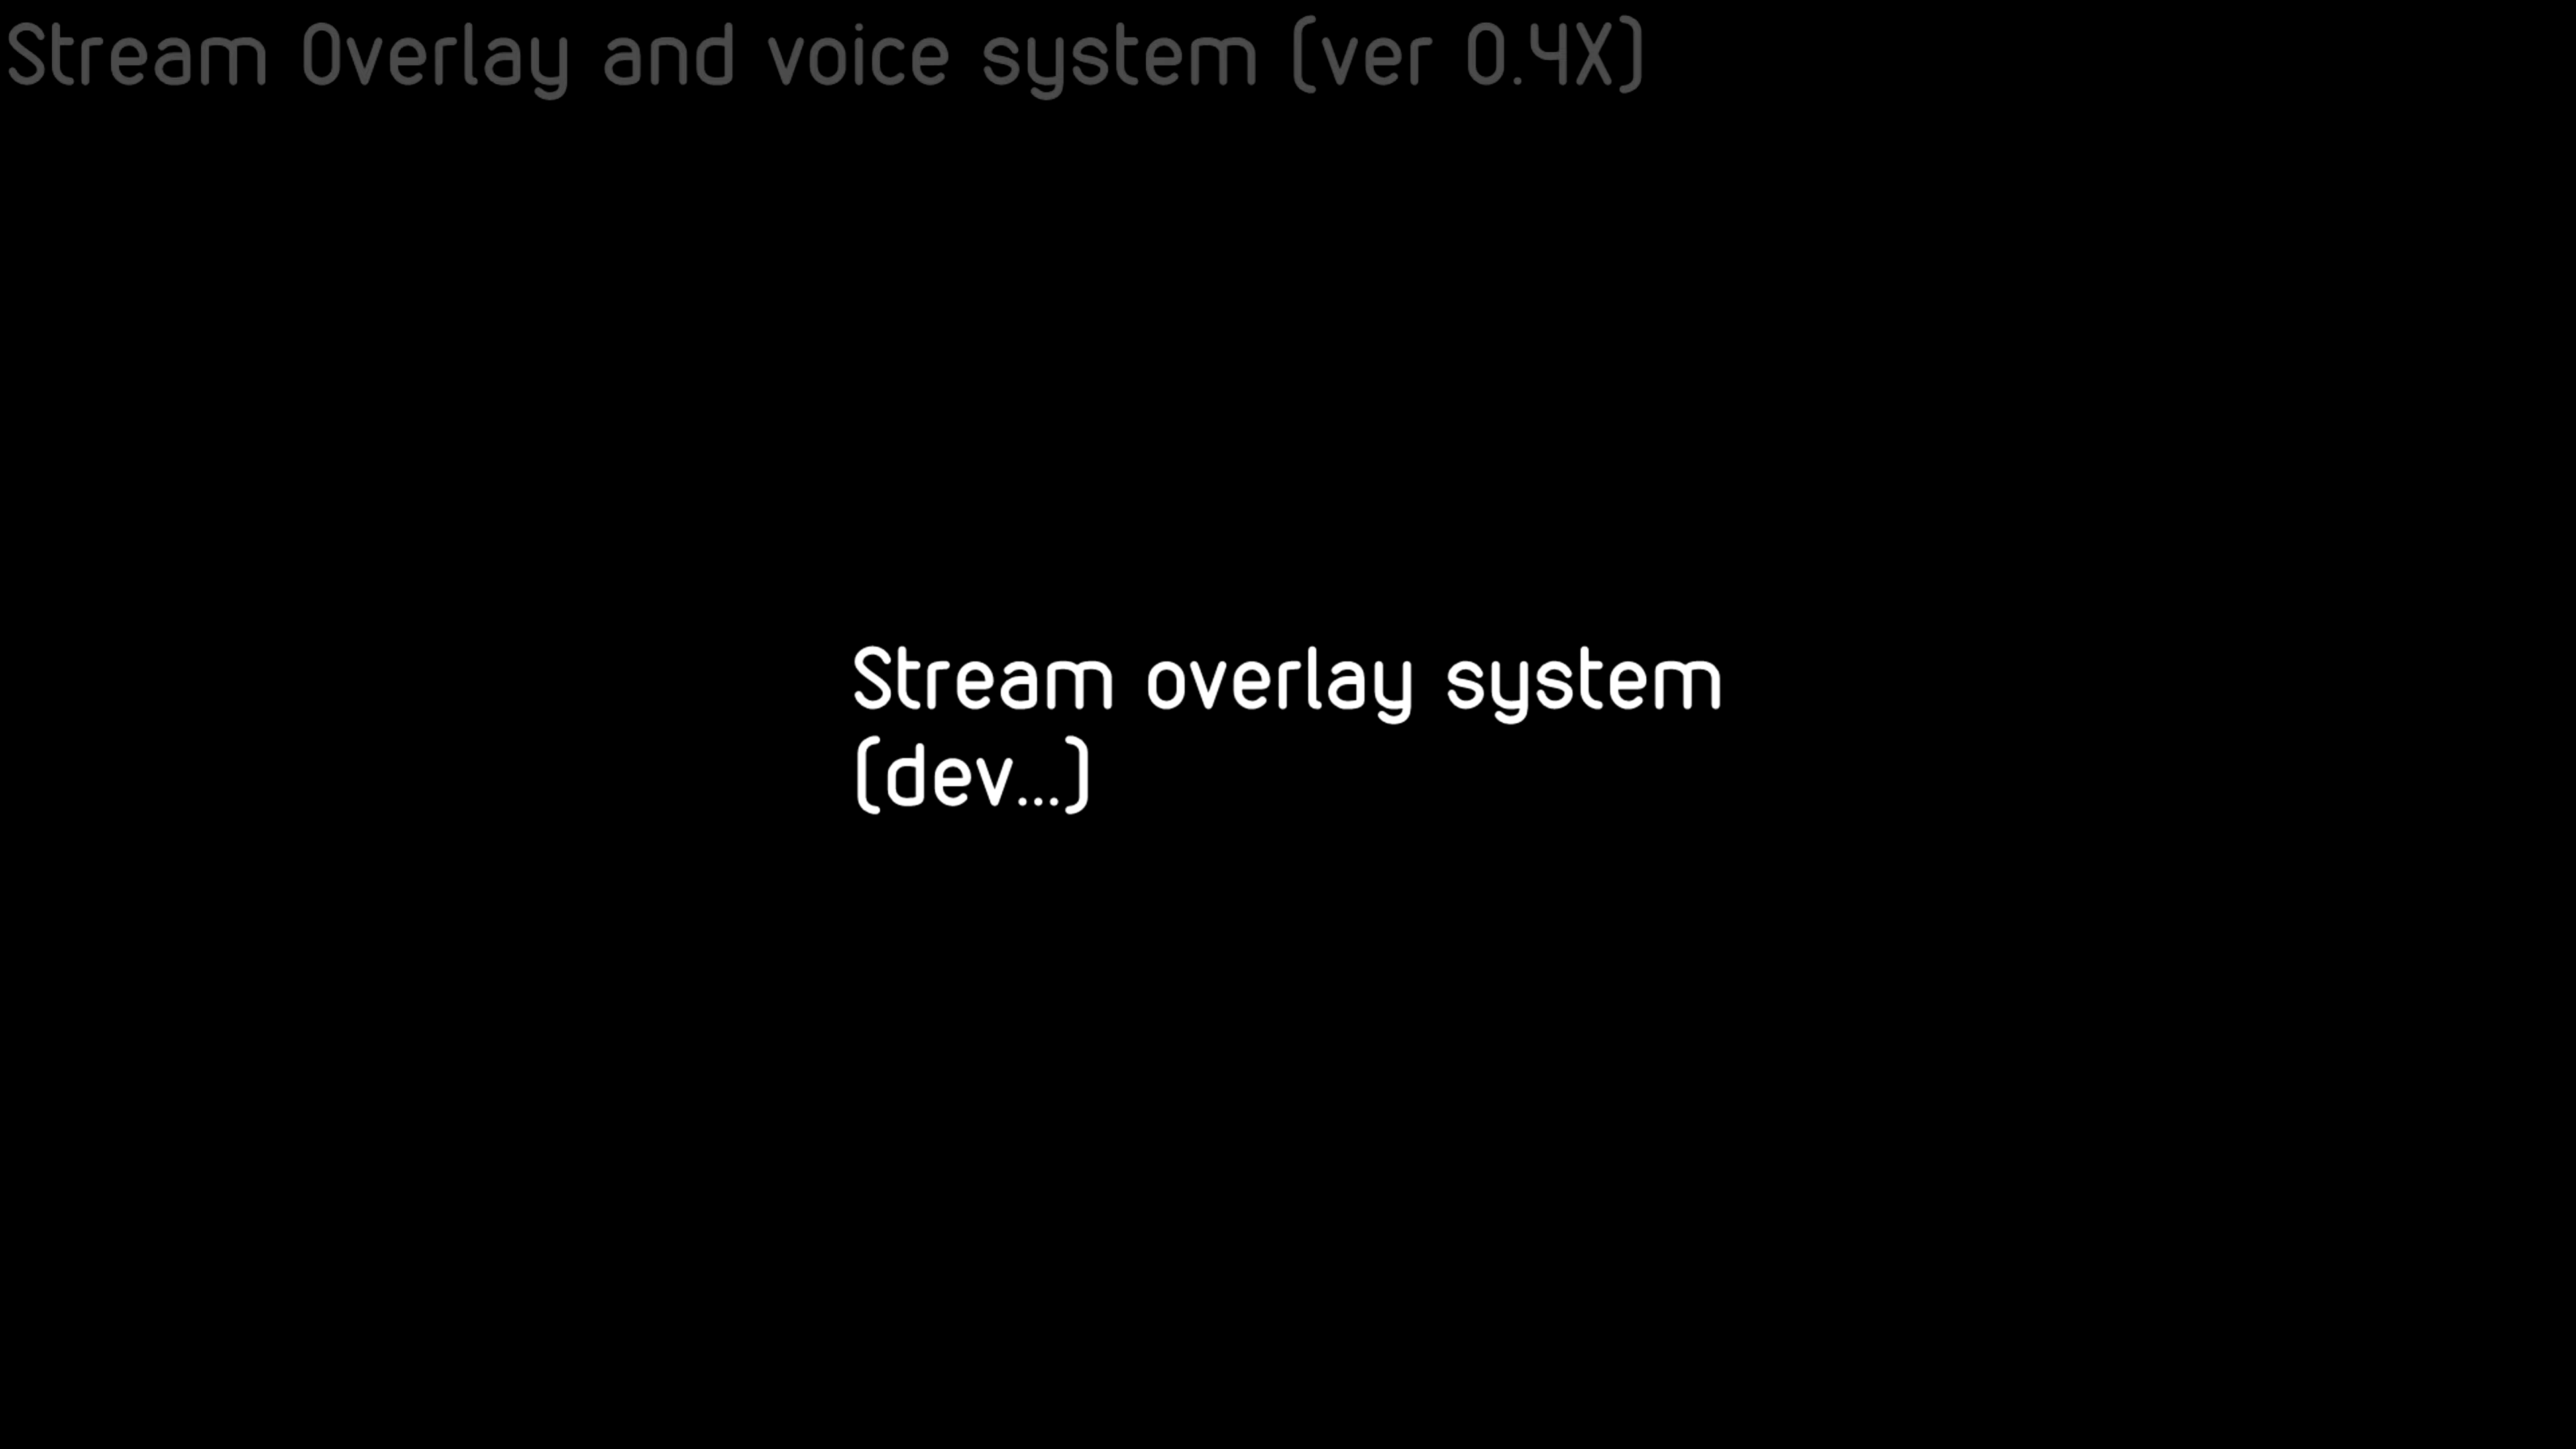 Stream Overlay and voice system (ver 0.4X)
Stream overlay system
(dev...)